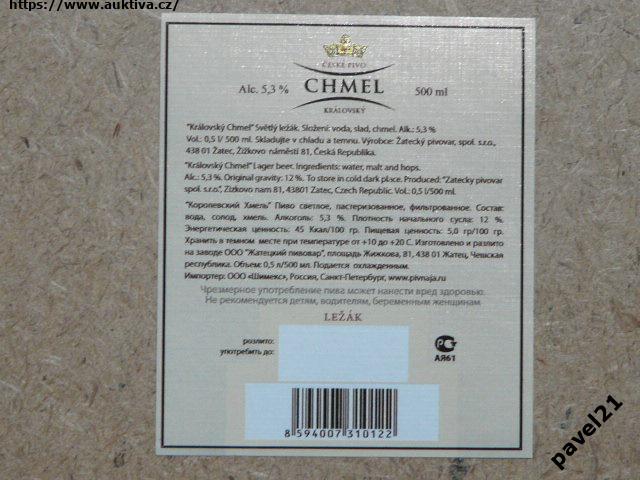 https://www.auktiva.cz/
ČESKÉ PIVO
Alc. 5,3 % CHMEL 500 ml
KRÁLOVSKÝ
"Královský Chmel" Světlý ležák. Složení: voda, slad, chmel. Alk.: 5,3 %
Vol.: 0,5 l/ 500 ml. Skladujte v chladu a temnu. Výrobce: Žatecký pivovar, spol. s.r.o.,
438 01 Žatec, Žižkovo náměstí 81, Česká Republika.
"Královský Chmel" Lager beer. Ingredients: water, malt and hops.
Alc.: 5,3 %. Original gravity: 12 %. To store in cold dark place. Produced: "Zatecky pivovar
spol. s.r.o.", Zizkovo nam 81, 43801 Zatec, Czech Republic. Vol.: 0,5 l/500 ml.
"Королевский Хмель" Пиво светлое, пастеризованное, фильтрованное. Состав:
вода, солод, хмель. Алкоголь: 5,3 %. Плотность начального сусла: 12 %.
Энергетическая ценность: 45 Ккал/100 гр. Пищевая ценность: 5,0 гр/100 гр.
Хранить в темном месте при температуре от +10 до +20 С. Изготовлено и разлито
на заводе ООО "Жатецкий пивовар", площадь Жижкова, 81, 438 01 Жатец, Чешская
республика. Объем: 0,5 л/500 мл. Подается охлажденным.
Импортер: ООО «Шимекс», Россия, Санкт-Петербург, www.pivnaja.ru
Чрезмерное употребление пива может нанести вред здоровью.
Не рекомендуется детям, водителям, беременным женщинам
LEŽÁK
розлито:
употребить до:
РСТ
АЯ61
8 594007 310122
pavel21